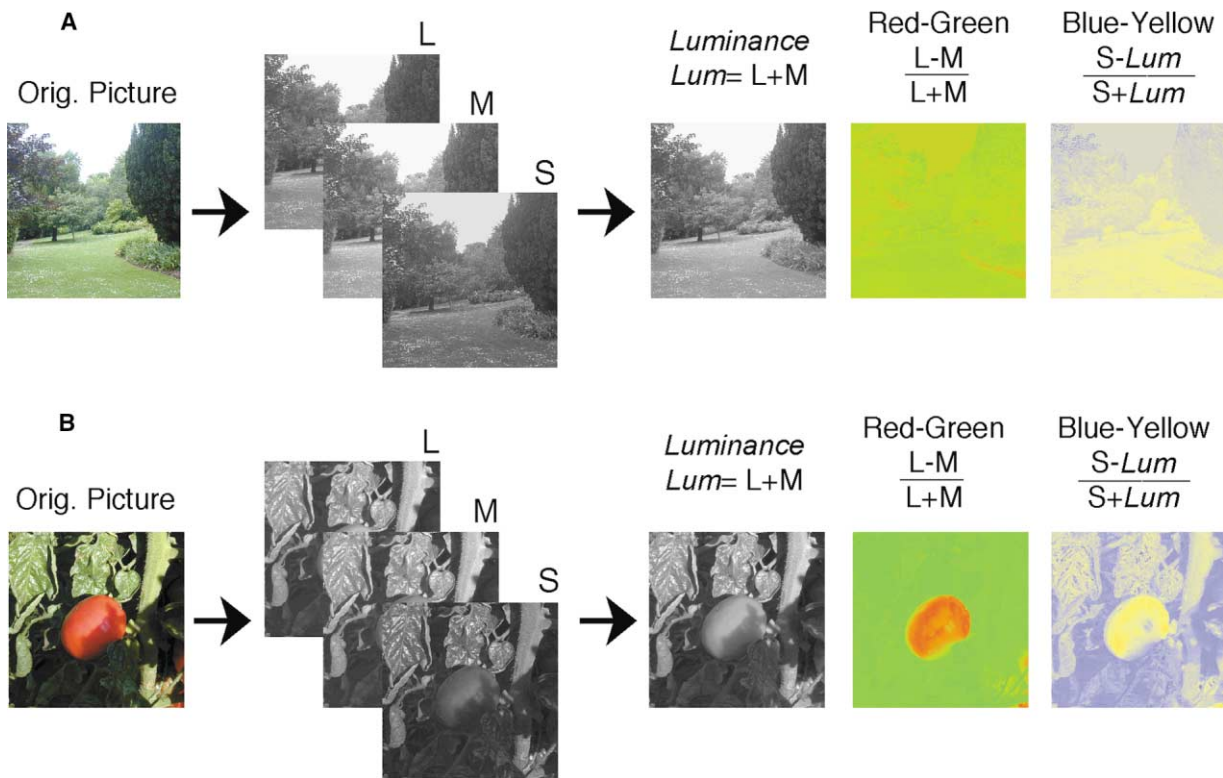 A
Orig. Picture
L
M
S
Luminance
Lum= L+M
Red-Green
L-M
L+M
Blue-Yellow
S-Lum
S+Lum
B
Orig. Picture
L
M
S
Luminance
Lum= L+M
Red-Green
L-M
L+M
Blue-Yellow
S-Lum
S+Lum